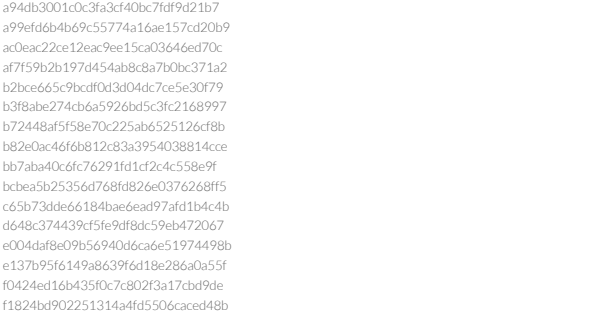 a94db3001c0c3fa3cf40bc7fdf9d21b7
a99efd6b4b69c55774a16ae157cd20b9
ac0eac22ce12eac9ee15ca03646ed70c
af7f59b2b197d454ab8c8a7b0bc371a2
b2bce665c9bcdf0d3d04dc7ce5e30f79
b3f8abe274cb6a5926bd5c3fc2168997
b72448af5f58e70c225ab6525126cf8b
b82e0ac46f6b812c83a3954038814cce
bb7aba40c6fc76291fd1cf2c4c558e9f
bcbea5b25356d768fd826e0376268ff5
c65b73dde66184bae6ead97afd1b4c4b
d648c374439cf5fe9df8dc59eb472067
e004daf8e09b56940d6ca6e51974498b
e137b95f6149a8639f6d18e286a0a55f
f0424ed16b435f0c7c802f3a17cbd9de
f1824bd902251314a4fd5506caced48b